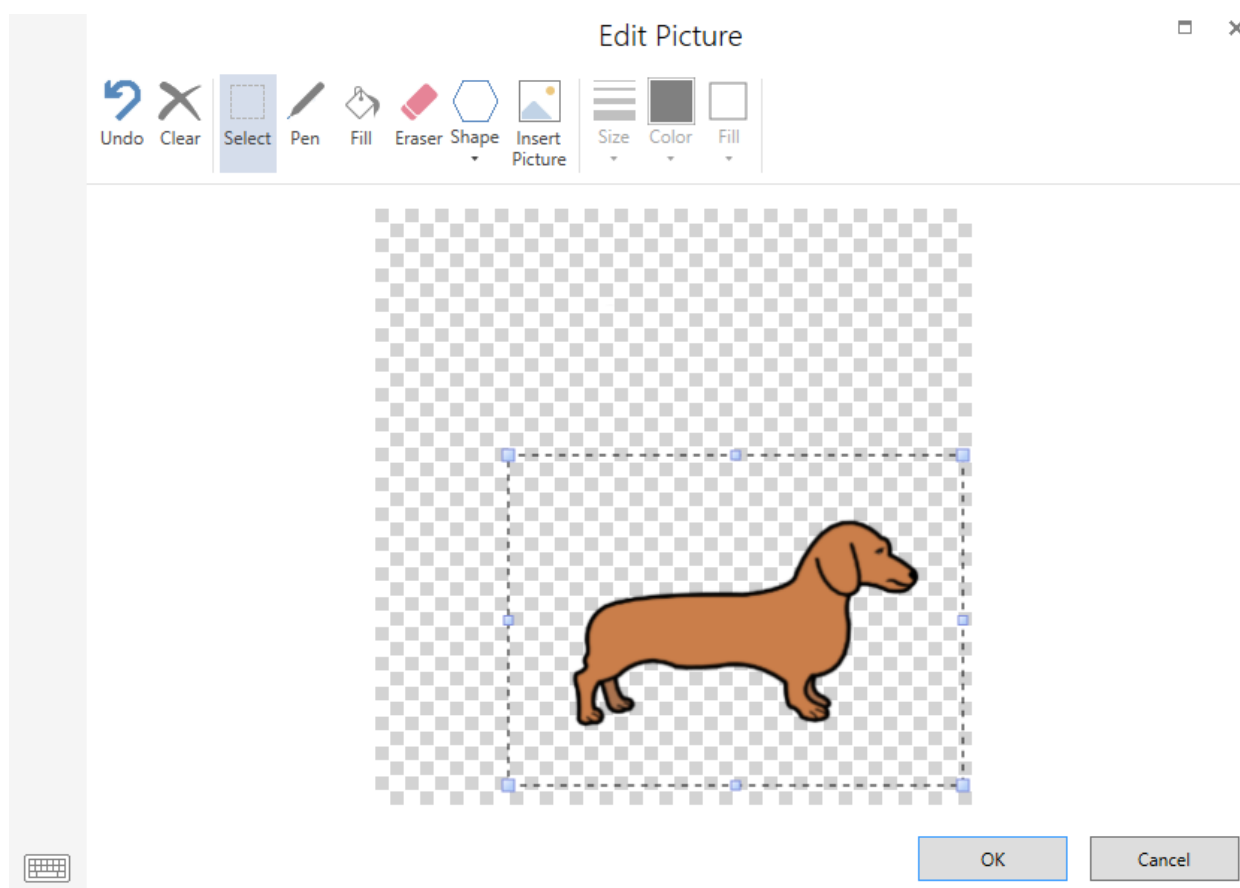 Edit Picture
Undo Clear Select Pen Fill Eraser Shape Insert Picture Size Color Fill
OK Cancel